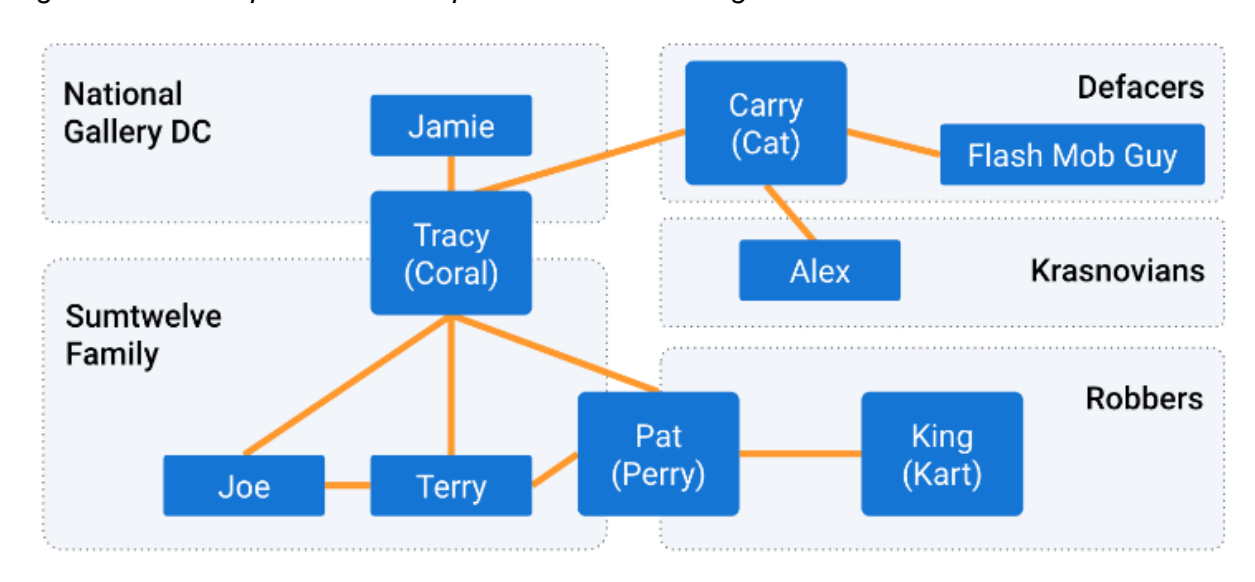 National
Gallery DC
Jamie
Tracy
(Coral)
Carry
(Cat)
Defacers
Flash Mob Guy
Alex
Krasnovians
Sumtwelve
Family
Joe
Terry
Pat
(Perry)
King
(Kart)
Robbers